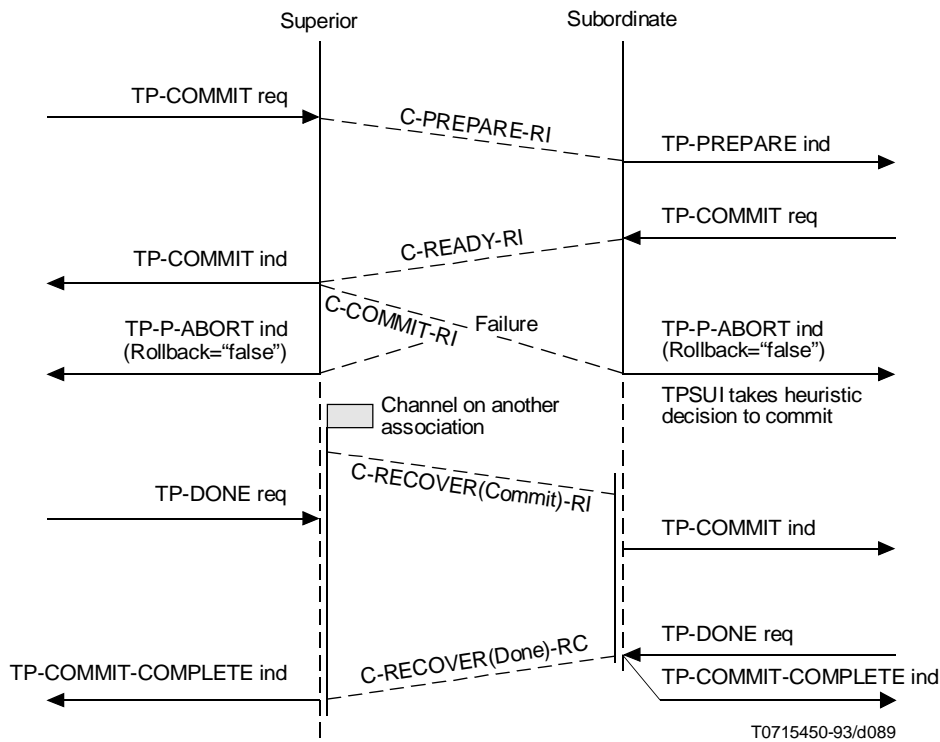 Superior
Subordinate
TP-COMMIT req
C-PREPARE-RI
TP-PREPARE ind
TP-COMMIT req
C-READY-RI
TP-COMMIT ind
C-COMMIT-RI
Failure
TP-P-ABORT ind
(Rollback=“false”)
TP-P-ABORT ind
(Rollback=“false”)
TPSUI takes heuristic
decision to commit
Channel on another
association
C-RECOVER(Commit)-RI
TP-DONE req
TP-COMMIT ind
TP-DONE req
C-RECOVER(Done)-RC
TP-COMMIT-COMPLETE ind
TP-COMMIT-COMPLETE ind
T0715450-93/d089